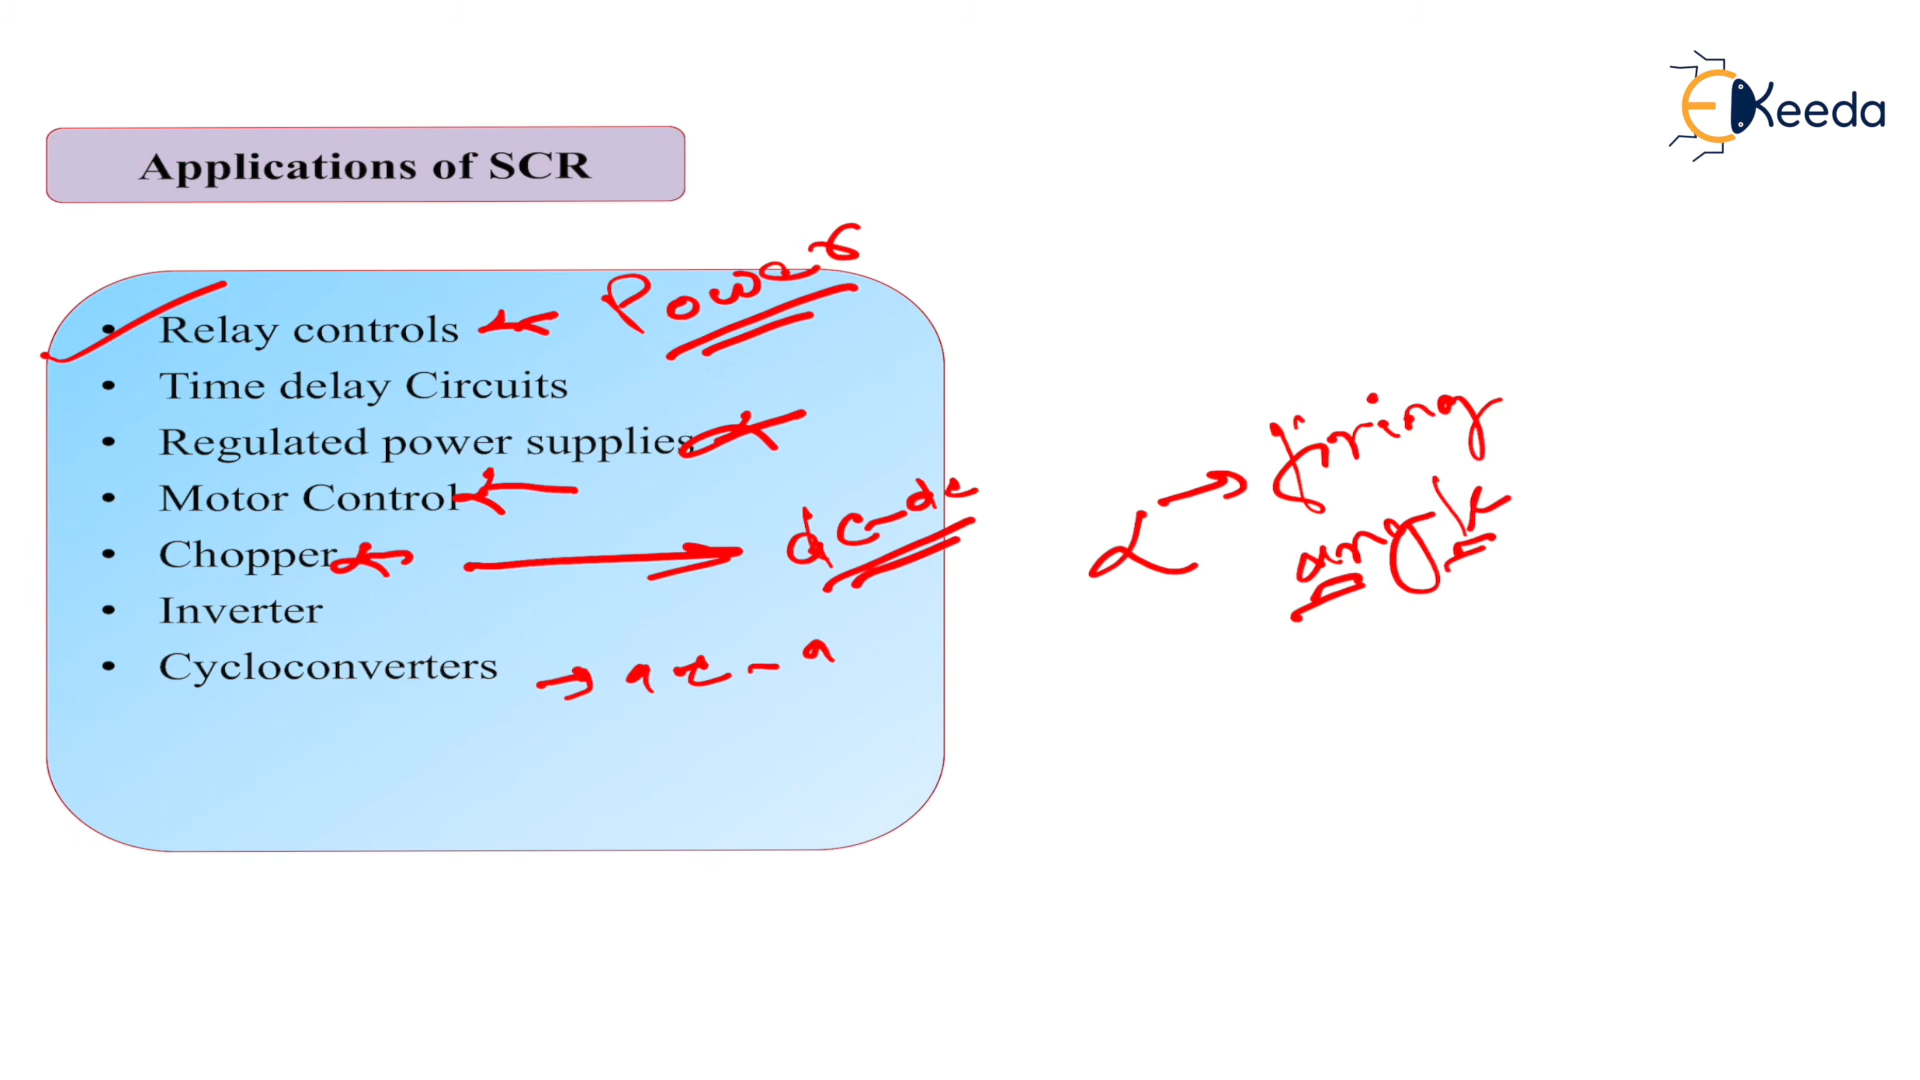 Keeda
Applications of SCR
Power
• Relay controls
• Time delay Circuits
• Regulated power supplies
• Motor Control
• Chopper → dc-dc
• Inverter
• Cycloconverters → ac - a
α → firing
angle